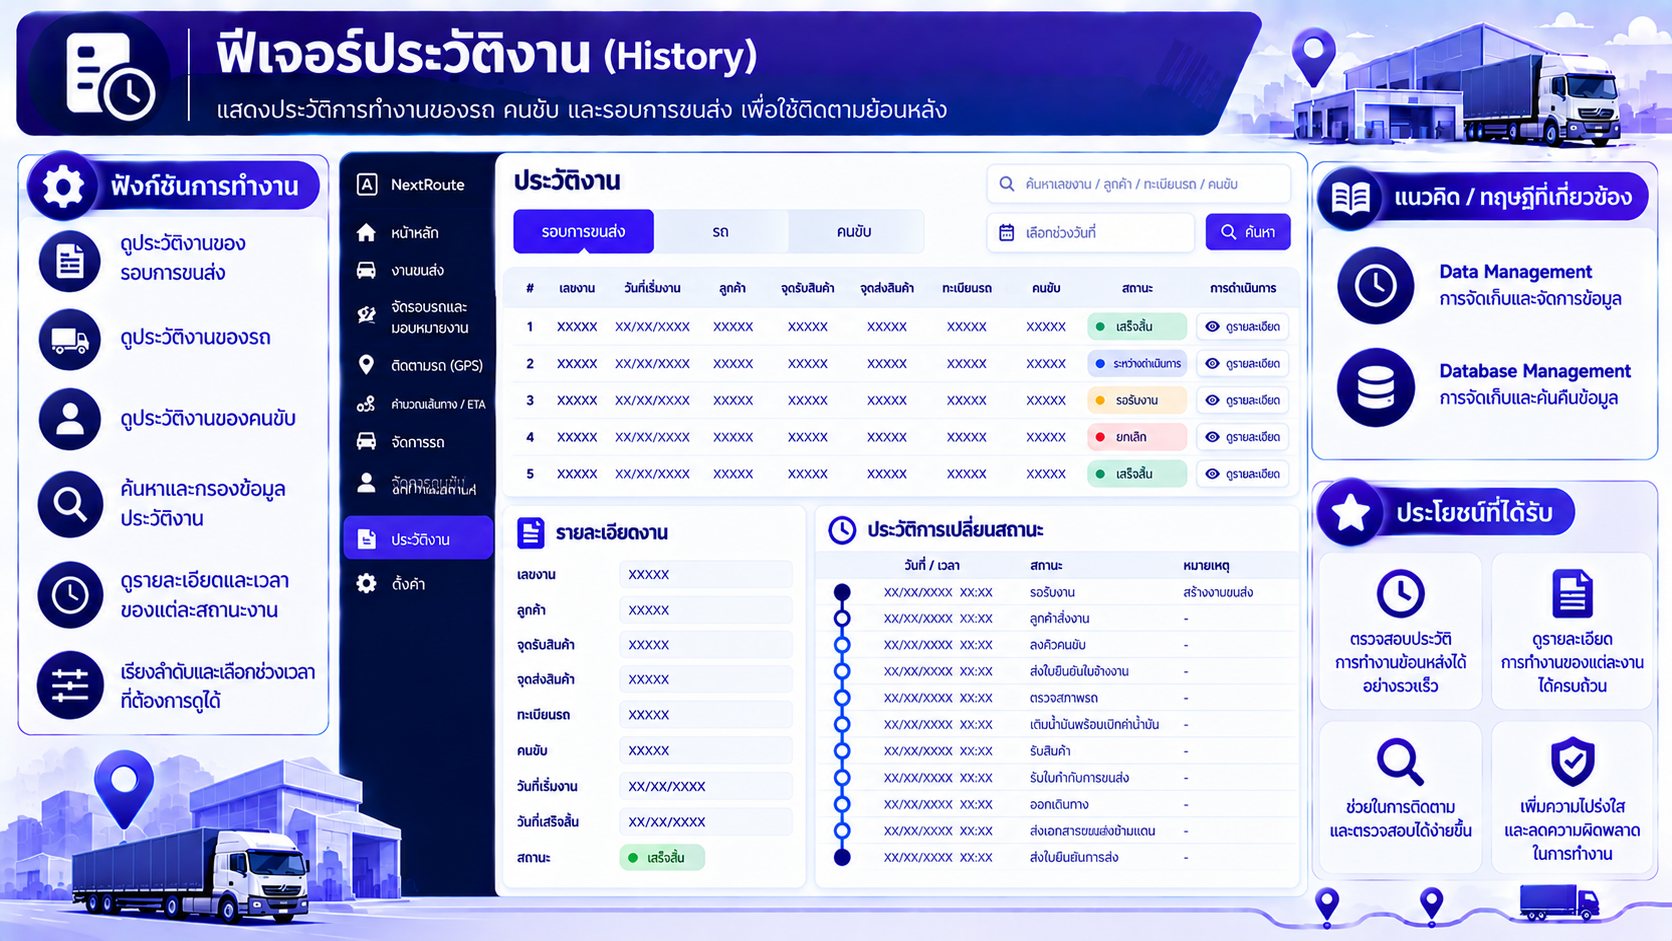 ฟีเจอร์ประวัติงาน (History)
แสดงประวัติการทำงานของรถ คนขับ และรอบการขนส่ง เพื่อใช้ติดตามย้อนหลัง
ฟังก์ชันการทำงาน
ดูประวัติงานของ
รอบการขนส่ง
ดูประวัติงานของรถ
ดูประวัติงานของคนขับ
ค้นหาและกรองข้อมูล
ประวัติงาน
ดูรายละเอียดและเวลา
ของแต่ละสถานะงาน
เรียงลำดับและเลือกช่วงเวลา
ที่ต้องการดูได้
A NextRoute
หน้าหลัก
งานขนส่ง
จัดรอบรถและ
มอบหมายงาน
ติดตามรถ (GPS)
คำนวณเส้นทาง / ETA
จัดการรถ
ประวัติงาน
ตั้งค่ำ
ประวัติงาน
ค้นหาเลขงาน / ลูกค้า / ทะเบียนรถ / คนขับ
รอบการขนส่ง รถ คนขับ
เลือกช่วงวันที่ ค้นหา
# เลขงาน วันที่เริ่มงาน ลูกค้า จุดรับสินค้า จุดส่งสินค้า ทะเบียนรถ คนขับ สถานะ การดำเนินการ
1 XXXXX XX/XX/XXXX XXXXX XXXXX XXXXX XXXXX XXXXX เสร็จสิ้น ดูรายละเอียด
2 XXXXX XX/XX/XXXX XXXXX XXXXX XXXXX XXXXX XXXXX ระหว่างดำเนินการ ดูรายละเอียด
3 XXXXX XX/XX/XXXX XXXXX XXXXX XXXXX XXXXX XXXXX รอรับงาน ดูรายละเอียด
4 XXXXX XX/XX/XXXX XXXXX XXXXX XXXXX XXXXX XXXXX ยกเลิก ดูรายละเอียด
5 XXXXX XX/XX/XXXX XXXXX XXXXX XXXXX XXXXX XXXXX เสร็จสิ้น ดูรายละเอียด
รายละเอียดงาน
เลขงาน XXXXX
ลูกค้า XXXXX
จุดรับสินค้า XXXXX
จุดส่งสินค้า XXXXX
ทะเบียนรถ XXXXX
คนขับ XXXXX
วันที่เริ่มงาน XX/XX/XXXX
วันที่เสร็จสิ้น XX/XX/XXXX
สถานะ เสร็จสิ้น
ประวัติการเปลี่ยนสถานะ
วันที่ / เวลา สถานะ หมายเหตุ
XX/XX/XXXX XX:XX รอรับงาน สร้างงานขนส่ง
XX/XX/XXXX XX:XX ลูกค้าสั่งงาน -
XX/XX/XXXX XX:XX ลงคิวคนขับ -
XX/XX/XXXX XX:XX ส่งใบยืนยันใบจ้างงาน -
XX/XX/XXXX XX:XX ตรวจสภาพรถ -
XX/XX/XXXX XX:XX เติมน้ำมันพร้อมเบิกค่าน้ำมัน -
XX/XX/XXXX XX:XX รับสินค้า -
XX/XX/XXXX XX:XX รับใบกำกับการขนส่ง -
XX/XX/XXXX XX:XX ออกเดินทาง -
XX/XX/XXXX XX:XX ส่งเอกสารขนส่งข้ามแดน -
XX/XX/XXXX XX:XX ส่งใบยืนยันการส่ง -
แนวคิด / ทฤษฎีที่เกี่ยวข้อง
Data Management
การจัดเก็บและจัดการข้อมูล
Database Management
การจัดเก็บและค้นคืนข้อมูล
ประโยชน์ที่ได้รับ
ตรวจสอบประวัติ
การทำงานข้อนหลังได้
อย่างรวเร็ว
ดูรายละเอียด
การทำงานของแต่ละงาน
ได้ครบถ้วน
ช่วยในการติดตาม
และตรวจสอบได้ง่ายขึ้น
เพิ่มความโปร่งใส
และลดความผิดพลาด
ในการทำงาน